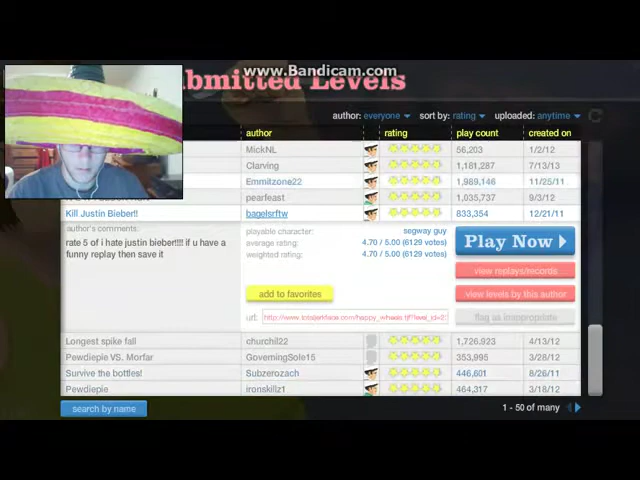 www.Bandicam.com
bmitted Levels
author: everyone sort by: rating uploaded: anytime
author rating play count created on
MickNL 56,203 1/2/12
Clarving 1,181,287 7/13/13
Emmitzone22 1,989,146 11/25/11
pearfeast 1,035,737 9/3/12
Kill Justin Bieber!! bagelsrftw 833,354 12/21/11
author's comments:
rate 5 of i hate justin bieber!!!! if u have a
funny replay then save it
playable character: segway guy
average rating: 4.70 / 5.00 (6129 votes)
weighted rating: 4.70 / 5.00 (6129 votes)
Play Now
view replays/records
add to favorites
view levels by this author
url:
flag as inappropriate
Longest spike fall churchil22 1,726,923 4/13/12
Pewdiepie VS. Morfar GoverningSole15 353,995 3/28/12
Survive the bottles! Subzerozach 446,601 8/26/11
Pewdiepie ironskillz1 464,317 3/18/12
search by name
1 - 50 of many